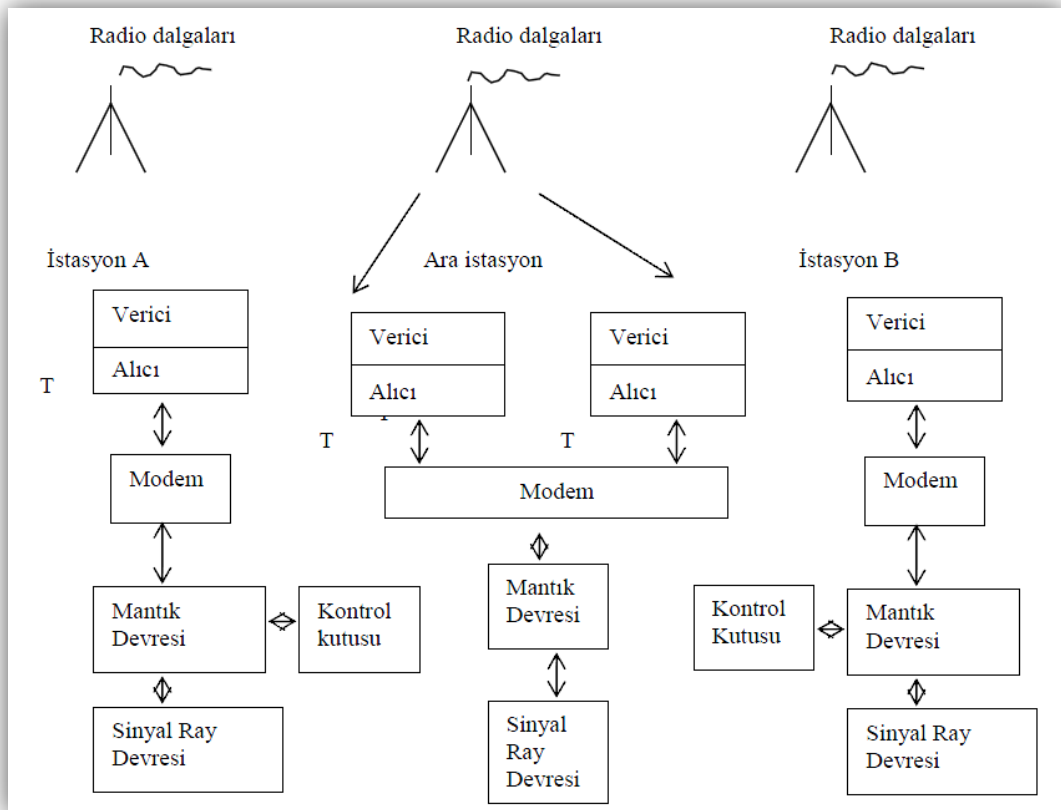 Radio dalgaları
Radio dalgaları
Radio dalgaları
İstasyon A
Ara istasyon
İstasyon B
Verici
Alıcı
T
Verici
Alıcı
T
Verici
Alıcı
T
Verici
Alıcı
Modem
Modem
Modem
Mantık
Devresi
Kontrol
kutusu
Mantık
Devresi
Kontrol
Kutusu
Mantık
Devresi
Sinyal Ray
Devresi
Sinyal
Ray
Devresi
Sinyal Ray
Devresi